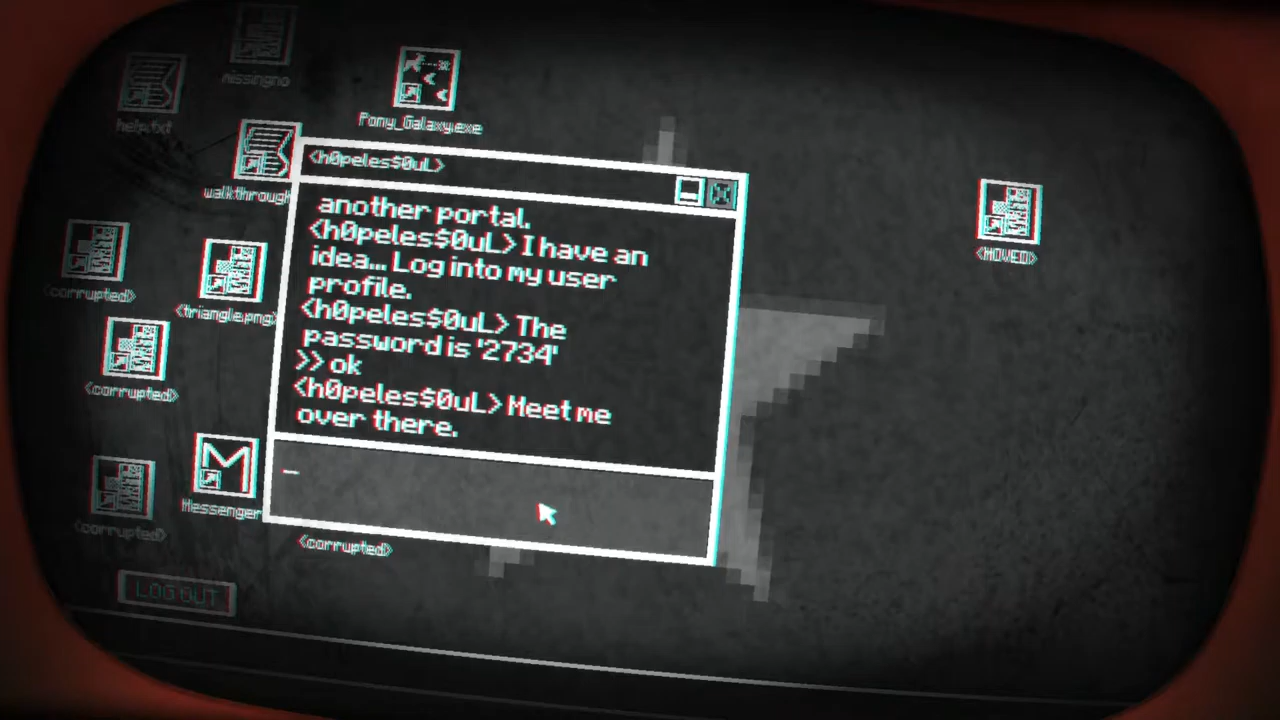 missingno
help.txt
Pony_Galaxy.exe
walkthrough
<corrupted>
<triangle.png>
<corrupted>
<corrupted>
Messenger
<corrupted>
LOG OUT
<MOVED>
<h0peles$0uL>
another portal.
<h0peles$0uL> I have an
idea... Log into my user
profile.
<h0peles$0uL> The
password is '2734'
>> ok
<h0peles$0uL> Meet me
over there.